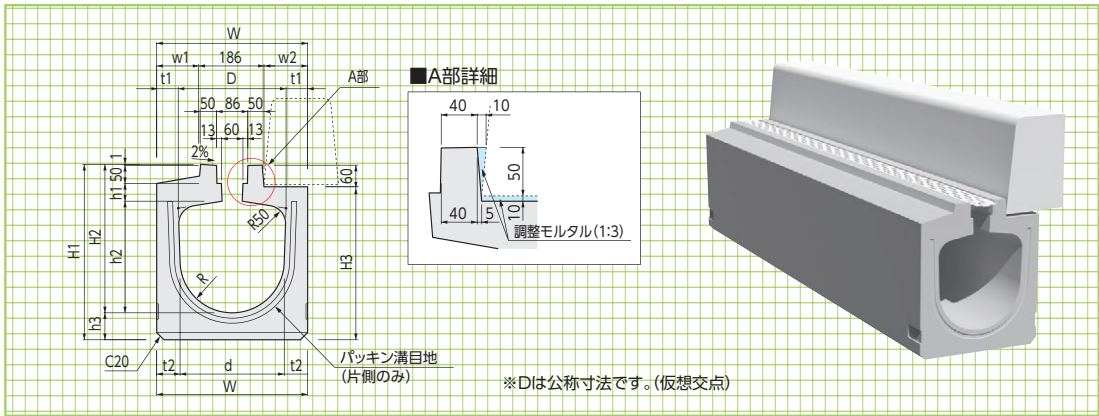 W
w1 186 w2
t1 D t1
A部
50 86 50
13 60 13
2%
1
50
h1
H1
H2
h2
h3
60
H3
R50
R
C20
t2 d t2
W
パッキン溝目地
(片側のみ)
■A部詳細
40 10
50
40 5 10
調整モルタル(1:3)
※Dは公称寸法です。(仮想交点)